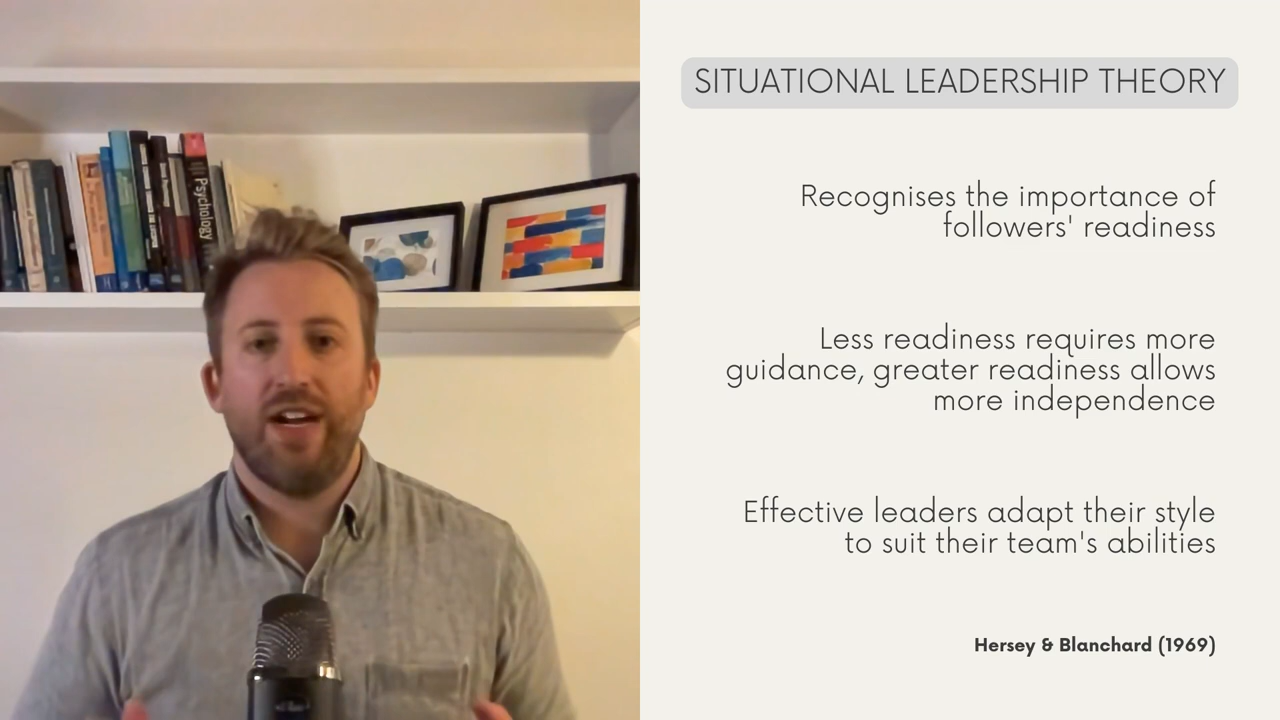 Psychology
SITUATIONAL LEADERSHIP THEORY
Recognises the importance of
followers' readiness
Less readiness requires more
guidance, greater readiness allows
more independence
Effective leaders adapt their style
to suit their team's abilities
Hersey & Blanchard (1969)